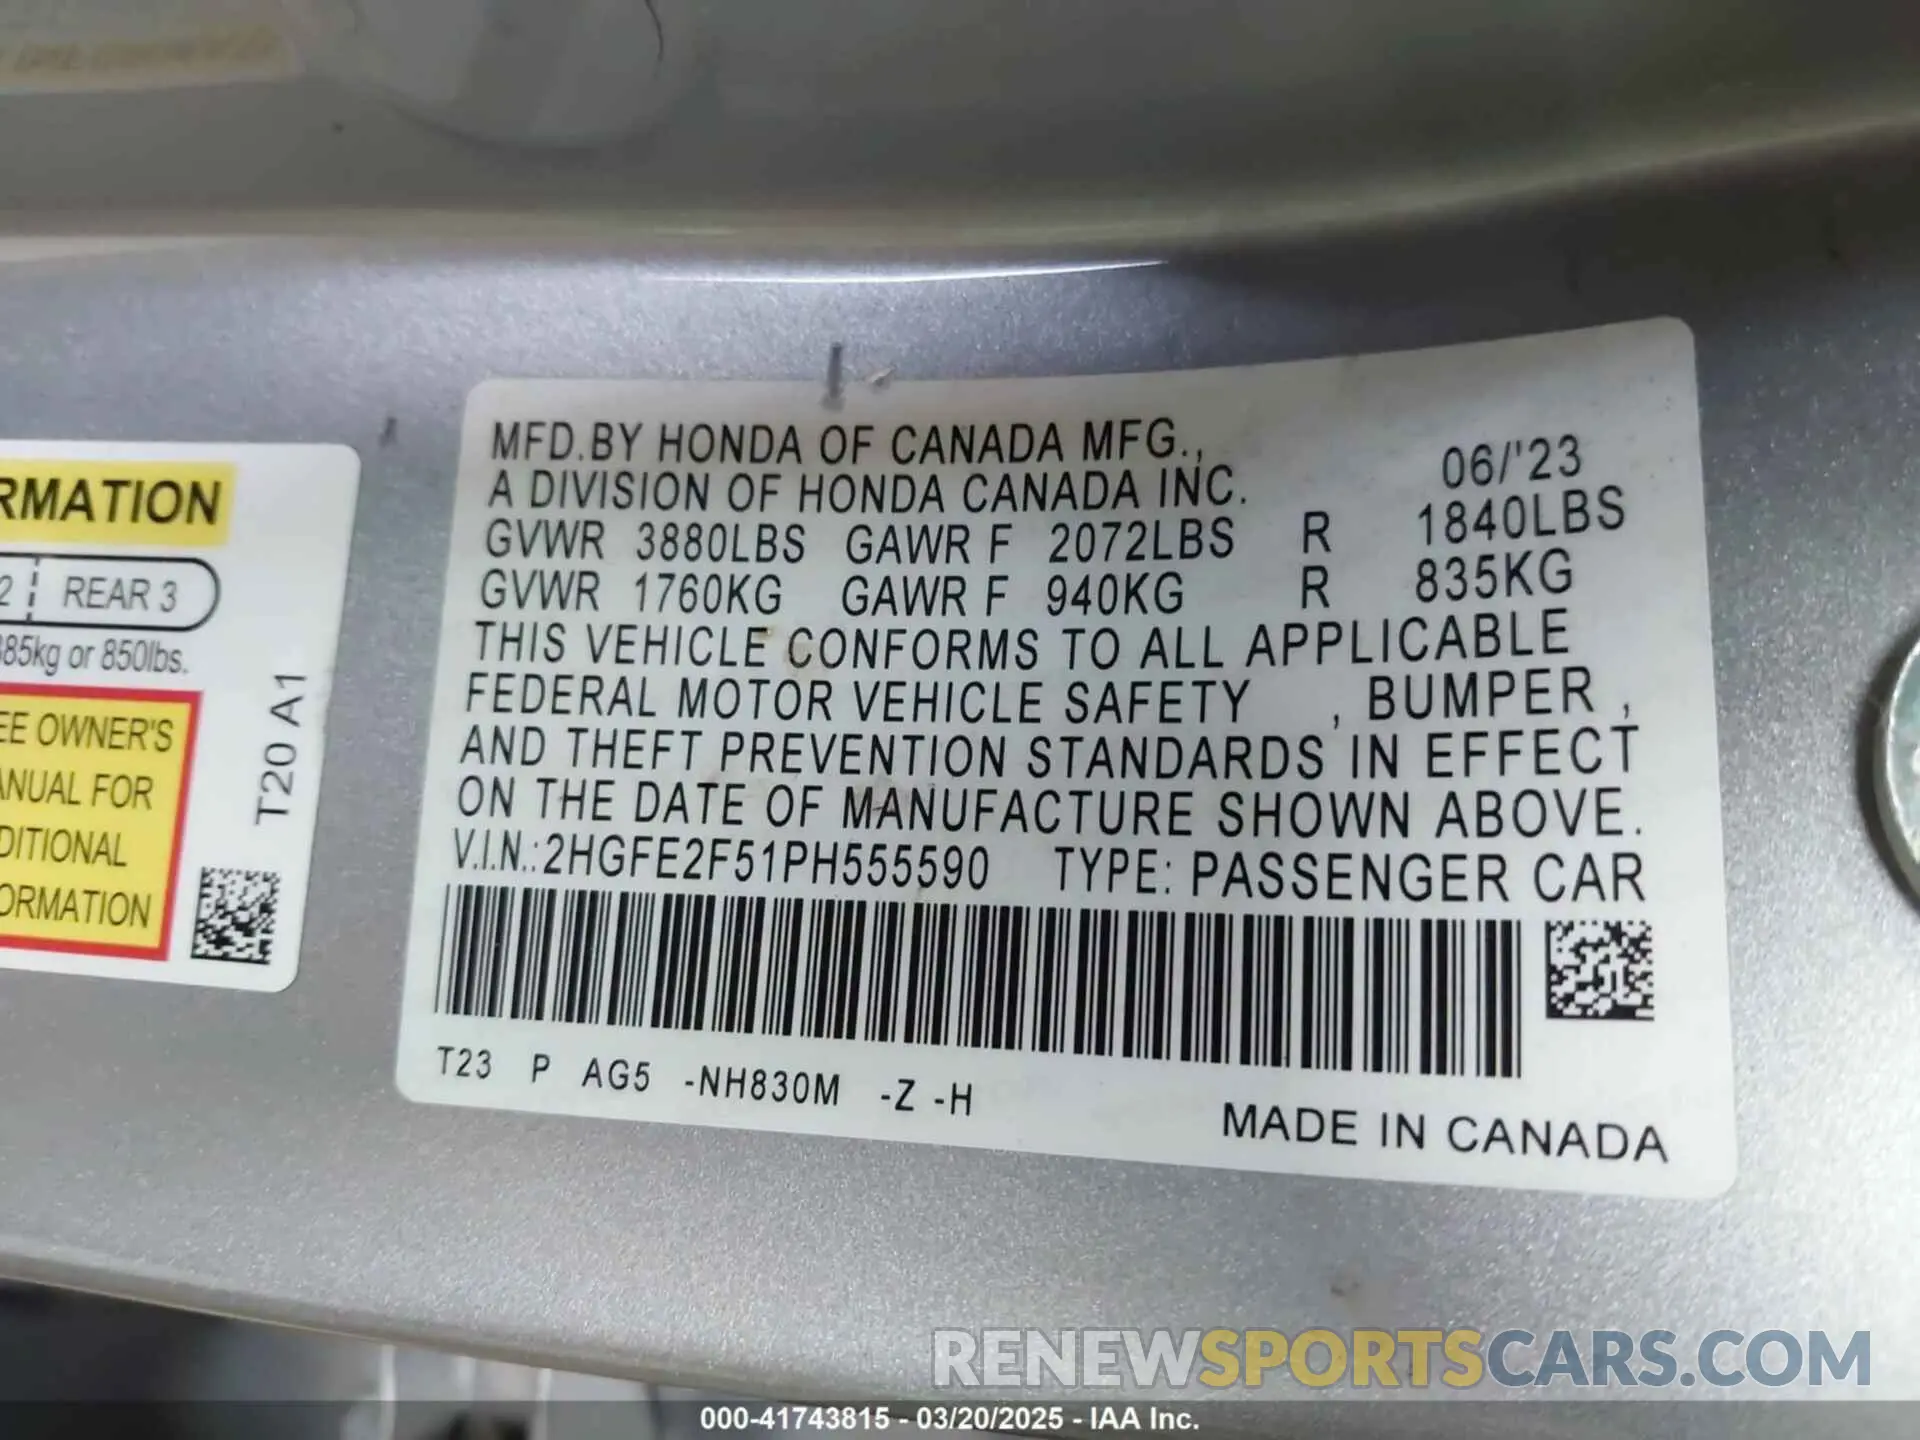 RMATION
2 REAR 3
385kg or 850lbs.
EE OWNER'S
ANUAL FOR
DITIONAL
ORMATION
T20 A1
MFD.BY HONDA OF CANADA MFG., 06/'23
A DIVISION OF HONDA CANADA INC.
GVWR 3880LBS GAWR F 2072LBS R 1840LBS
GVWR 1760KG GAWR F 940KG R 835KG
THIS VEHICLE CONFORMS TO ALL APPLICABLE
FEDERAL MOTOR VEHICLE SAFETY , BUMPER ,
AND THEFT PREVENTION STANDARDS IN EFFECT
ON THE DATE OF MANUFACTURE SHOWN ABOVE.
V.I.N.:2HGFE2F51PH555590 TYPE: PASSENGER CAR
T23 P AG5 -NH830M -Z -H
MADE IN CANADA
RENEWSPORTSCARS.COM
000-41743815 - 03/20/2025 - IAA Inc.